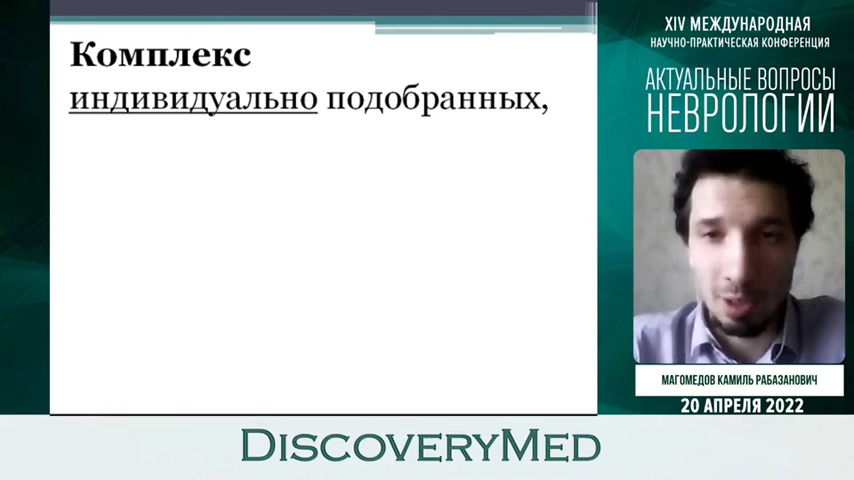 Комплекс
индивидуально подобранных,
XIV МЕЖДУНАРОДНАЯ
НАУЧНО-ПРАКТИЧЕСКАЯ КОНФЕРЕНЦИЯ
АКТУАЛЬНЫЕ ВОПРОСЫ
НЕВРОЛОГИИ
МАГОМЕДОВ КАМИЛЬ РАБАЗАНОВИЧ
20 АПРЕЛЯ 2022
DISCOVERYMED